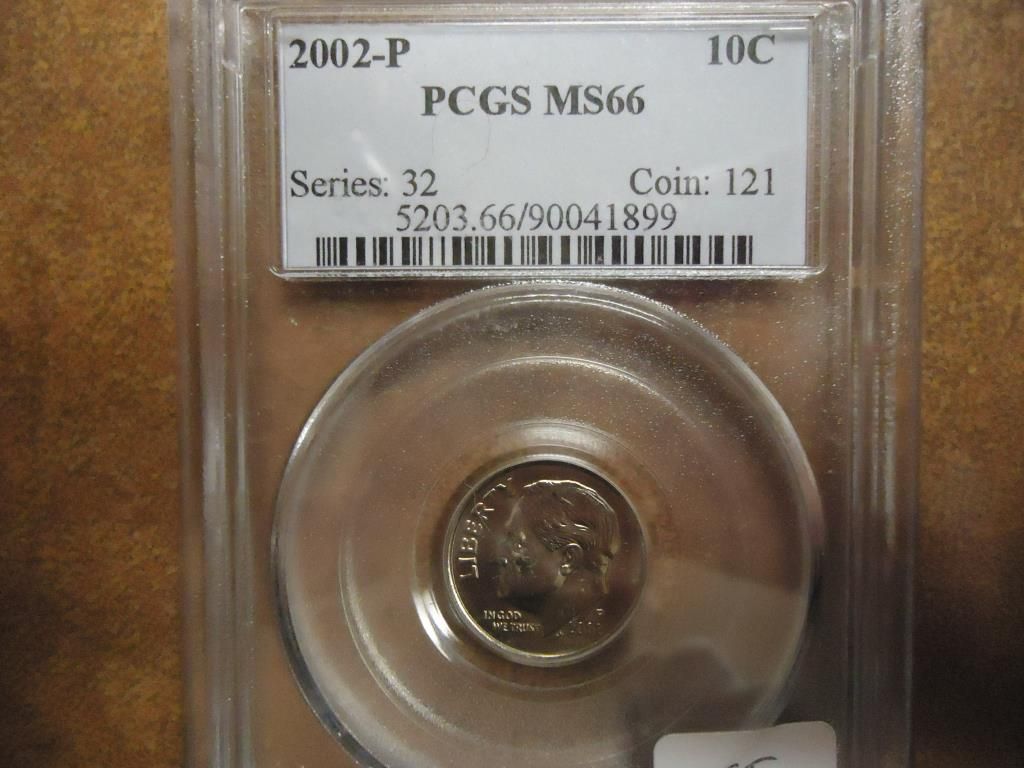 2002-P 10C
PCGS MS66
Series: 32 Coin: 121
5203.66/90041899
LIBERTY
IN GOD
WE TRUST
P